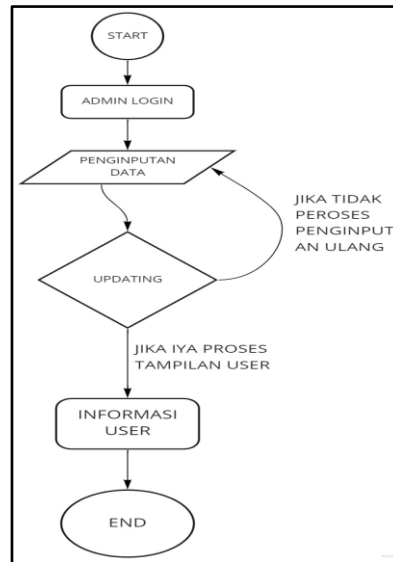 START
ADMIN LOGIN
PENGINPUTAN
DATA
JIKA TIDAK
PEROSES
PENGINPUT
AN ULANG
UPDATING
JIKA IYA PROSES
TAMPILAN USER
INFORMASI
USER
END